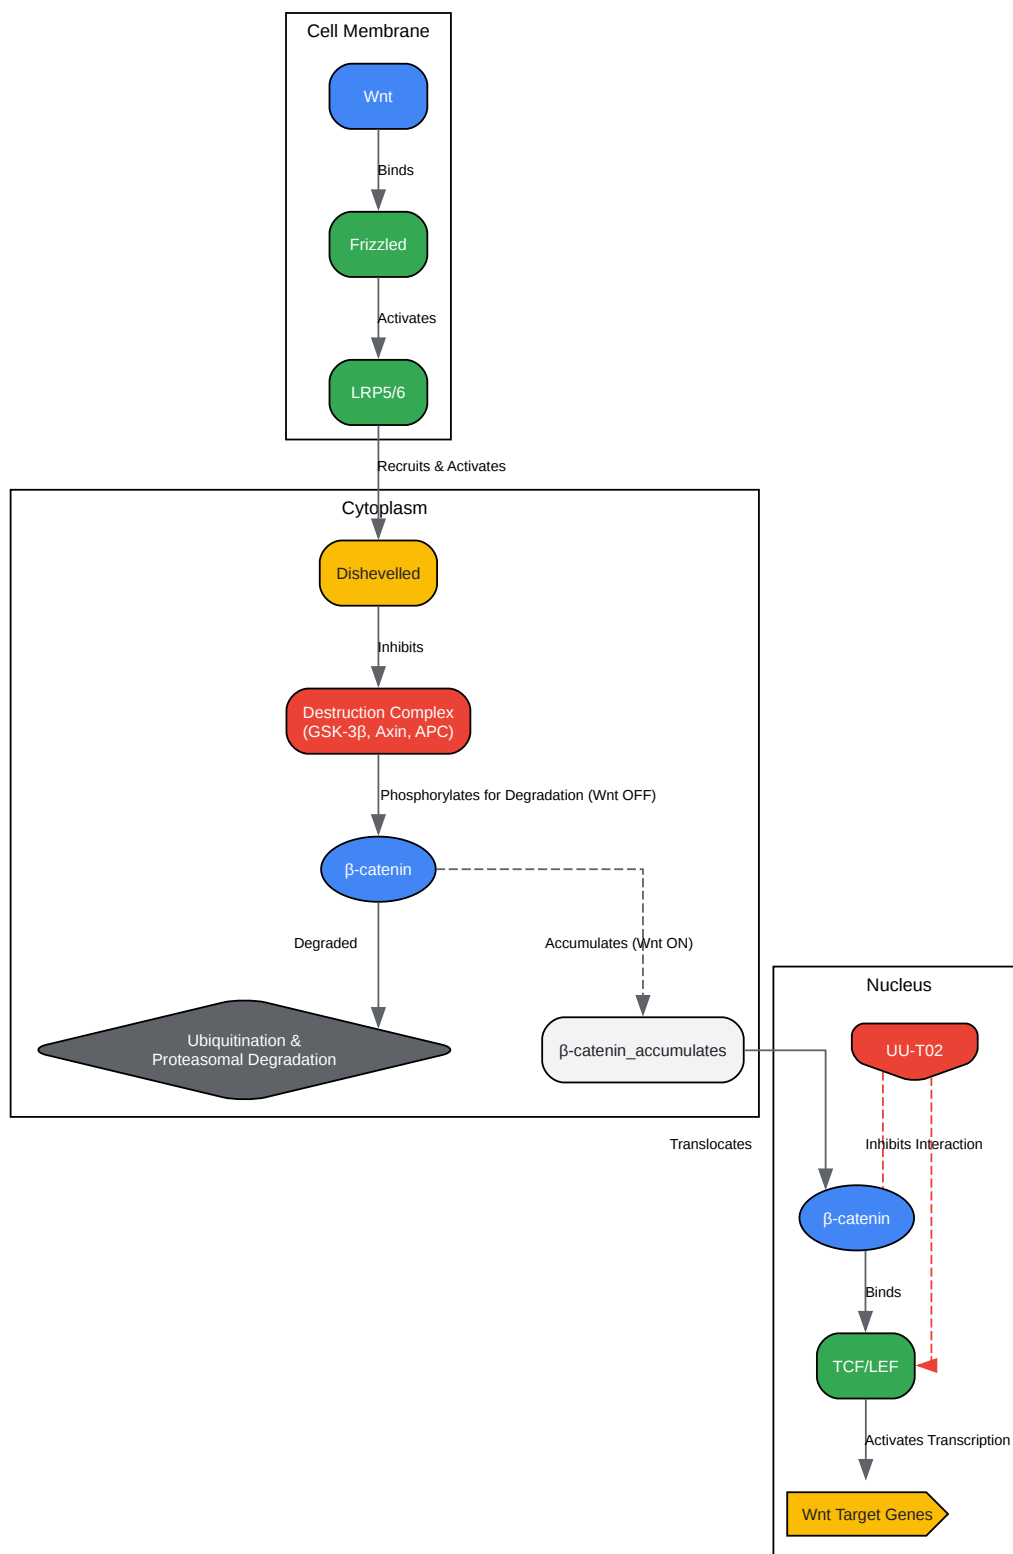 Cell Membrane
Wnt
Binds
Frizzled
Activates
LRP5/6
Recruits & Activates
Cytoplasm
Dishevelled
Inhibits
Destruction Complex
(GSK-3β, Axin, APC)
Phosphorylates for Degradation (Wnt OFF)
β-catenin
Degraded
Accumulates (Wnt ON)
Ubiquitination &
Proteasomal Degradation
β-catenin_accumulates
Translocates
Nucleus
UU-T02
Inhibits Interaction
β-catenin
Binds
TCF/LEF
Activates Transcription
Wnt Target Genes